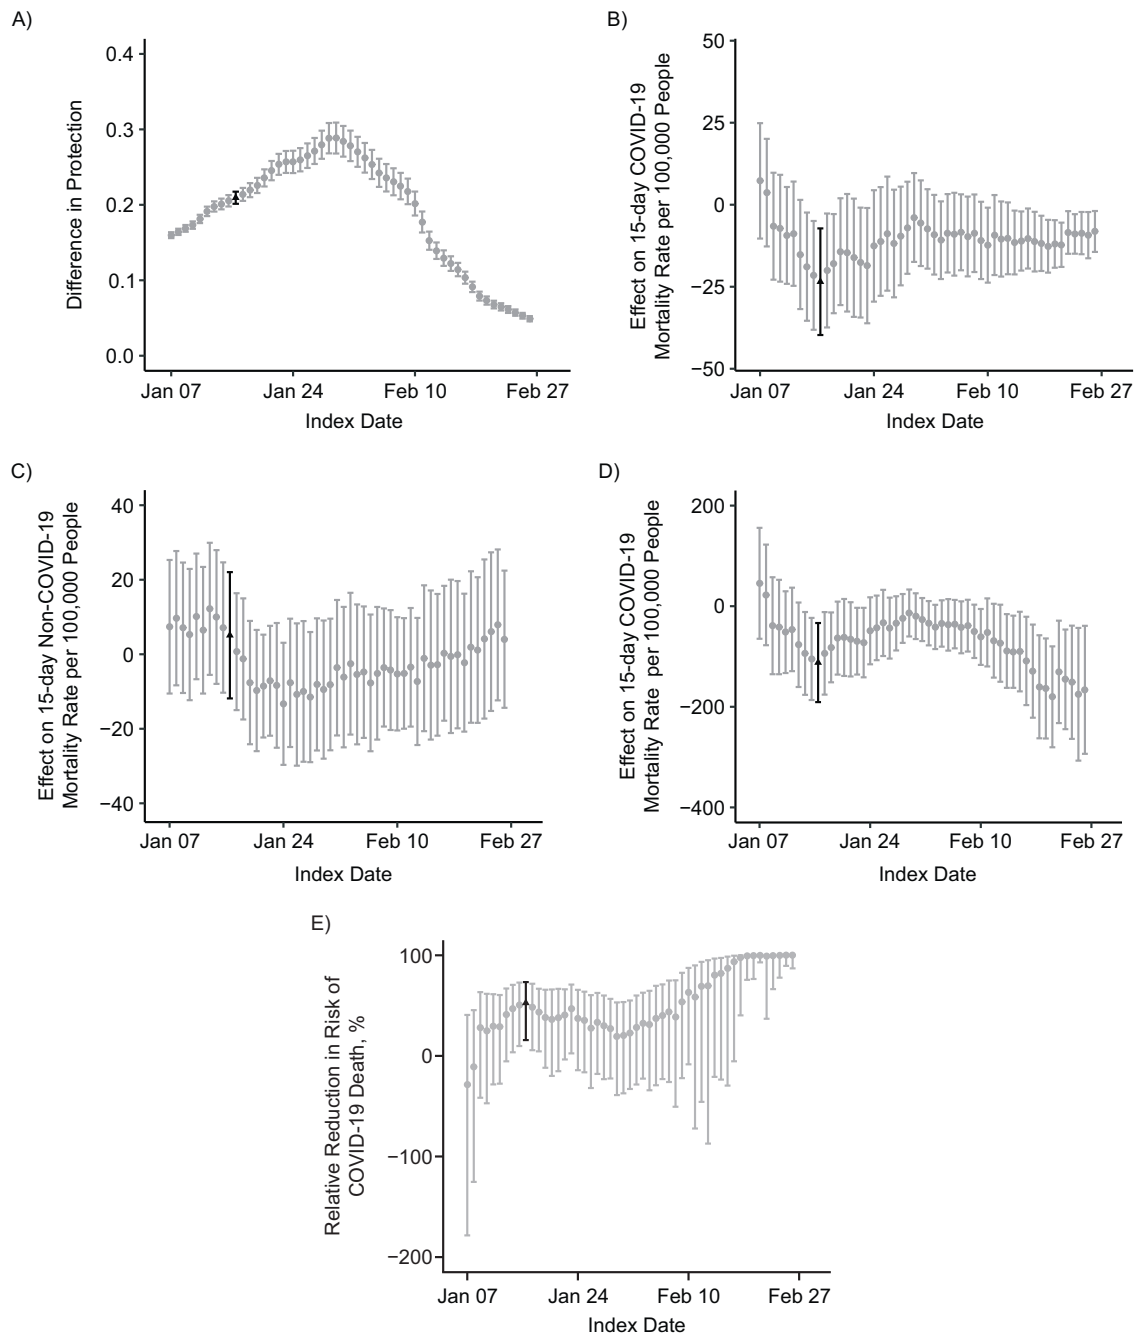 A)
Difference in Protection
0.4
0.3
0.2
0.1
0.0
Jan 07
Jan 24
Feb 10
Feb 27
Index Date
B)
Effect on 15-day COVID-19
Mortality Rate per 100,000 People
50
25
0
−25
−50
Jan 07
Jan 24
Feb 10
Feb 27
Index Date
C)
Effect on 15-day Non-COVID-19
Mortality Rate per 100,000 People
40
20
0
−20
−40
Jan 07
Jan 24
Feb 10
Feb 27
Index Date
D)
Effect on 15-day COVID-19
Mortality Rate per 100,000 People
200
0
−200
−400
Jan 07
Jan 24
Feb 10
Feb 27
Index Date
E)
Relative Reduction in Risk of
COVID-19 Death, %
100
0
−100
−200
Jan 07
Jan 24
Feb 10
Feb 27
Index Date